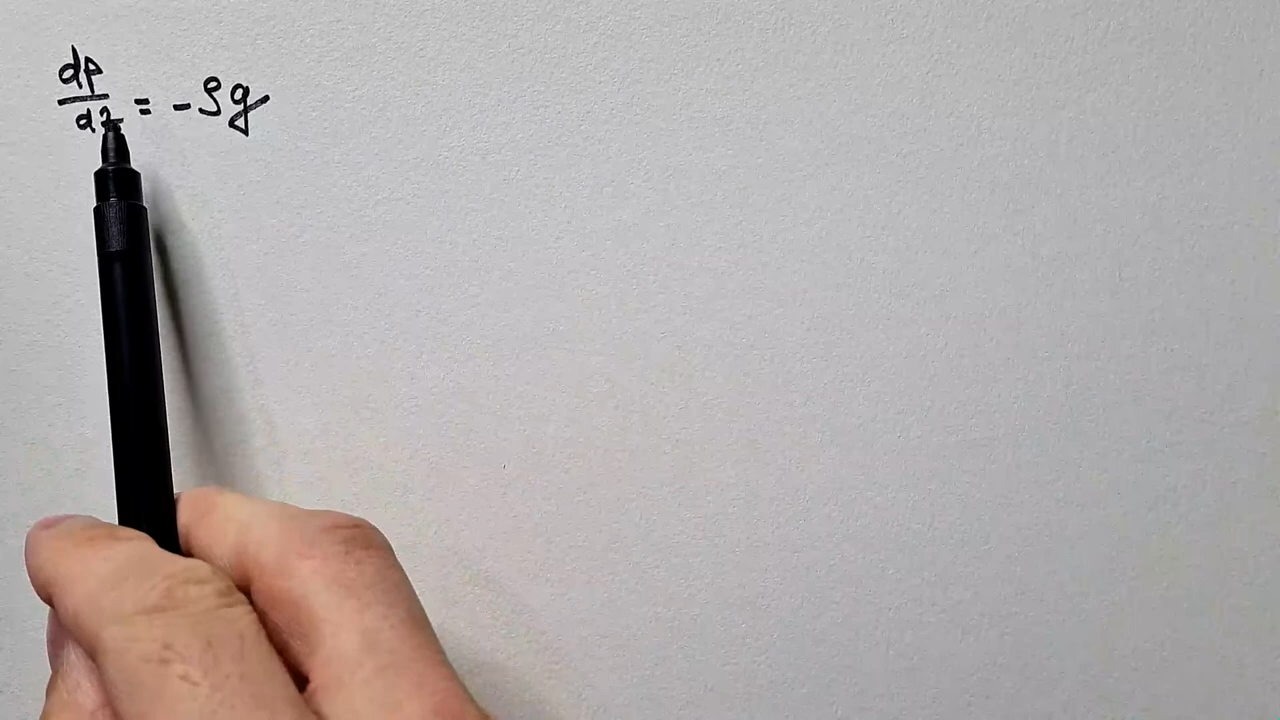 dp/dz = -ρg